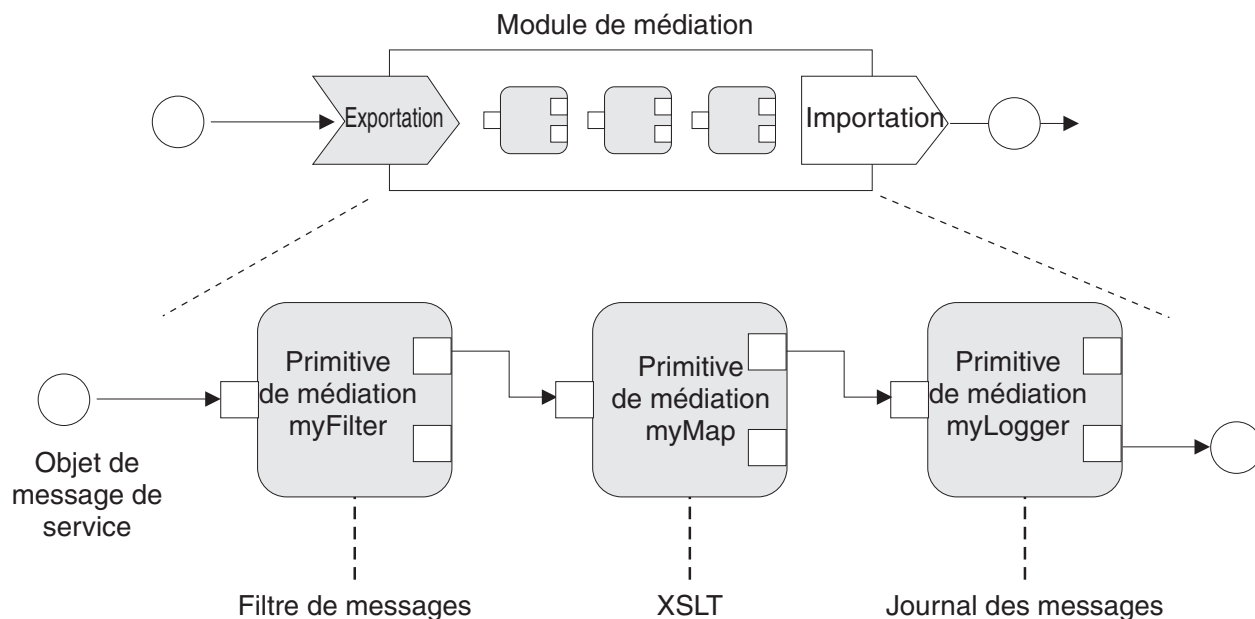 Module de médiation
Exportation
Importation
Primitive
de médiation
myFilter
Primitive
de médiation
myMap
Primitive
de médiation
myLogger
Objet de
message de
service
Filtre de messages
XSLT
Journal des messages